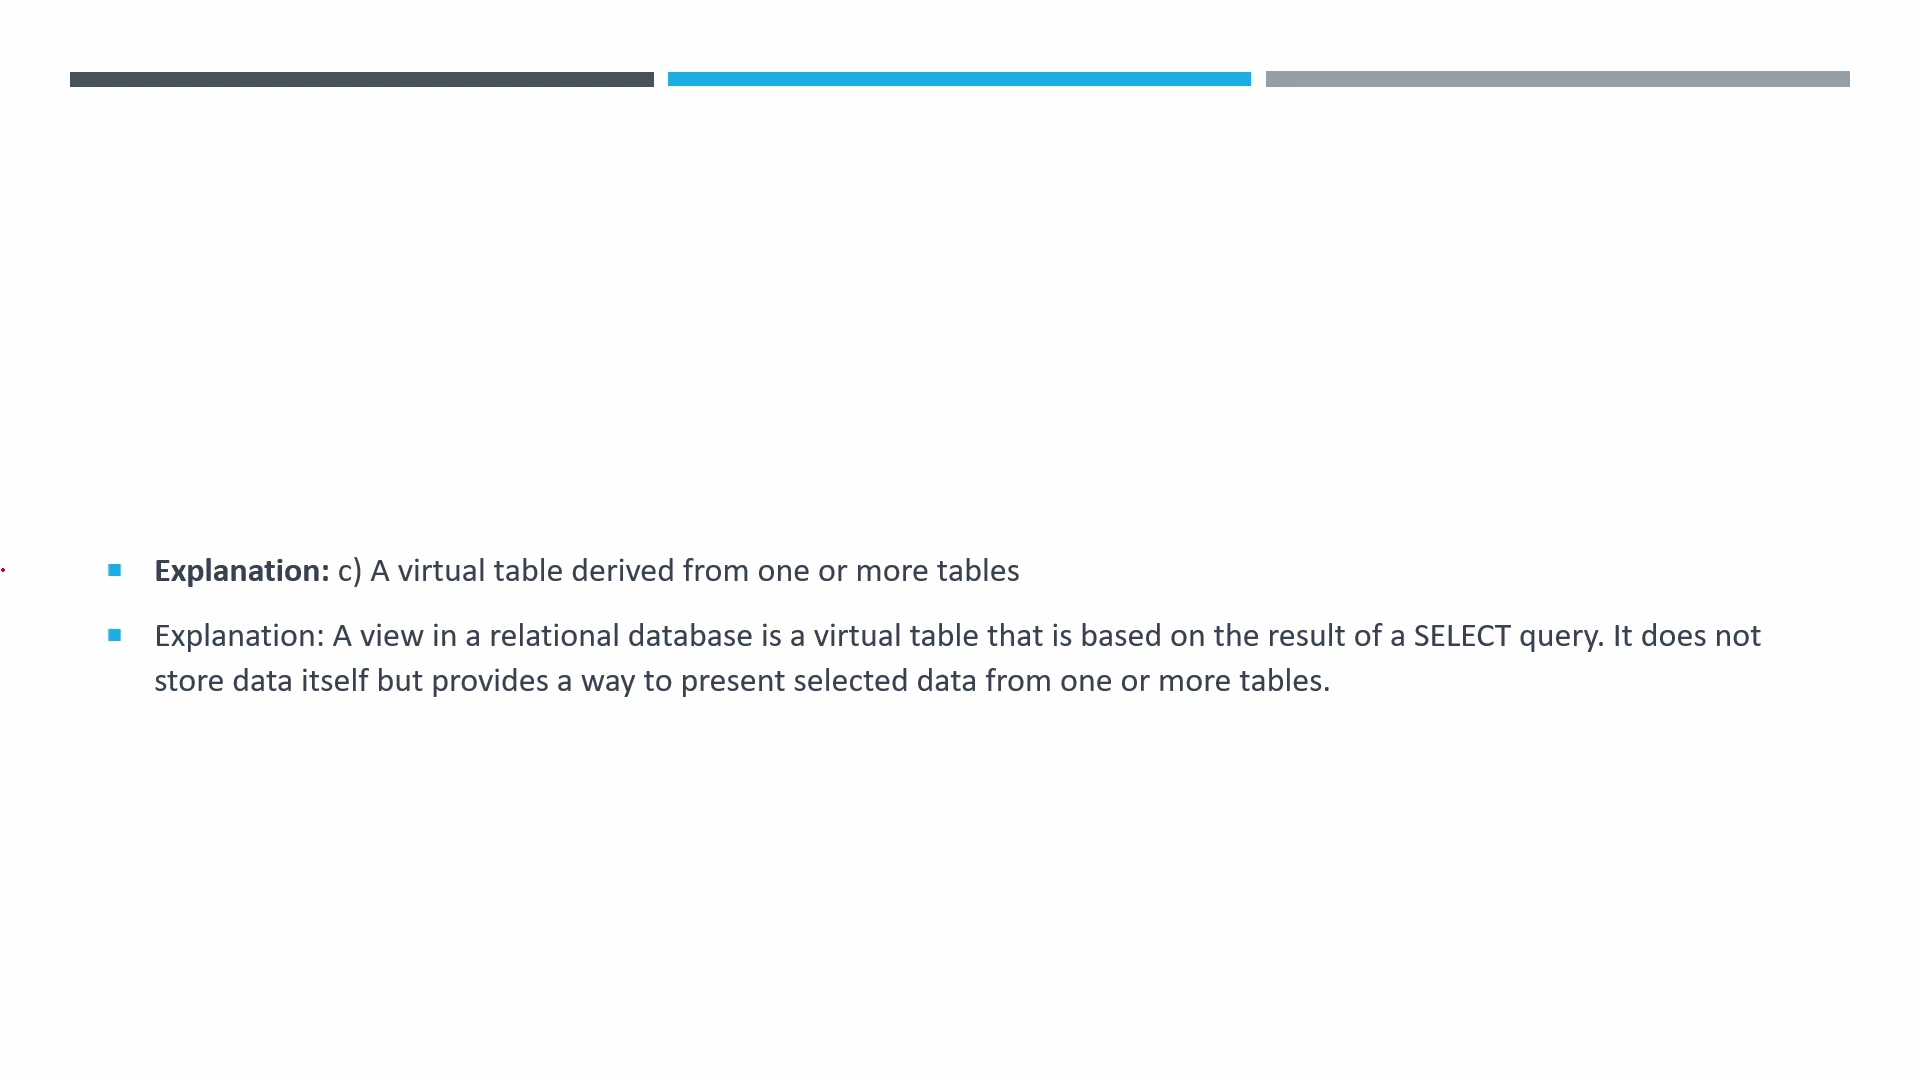 Explanation: c) A virtual table derived from one or more tables
Explanation: A view in a relational database is a virtual table that is based on the result of a SELECT query. It does not
store data itself but provides a way to present selected data from one or more tables.